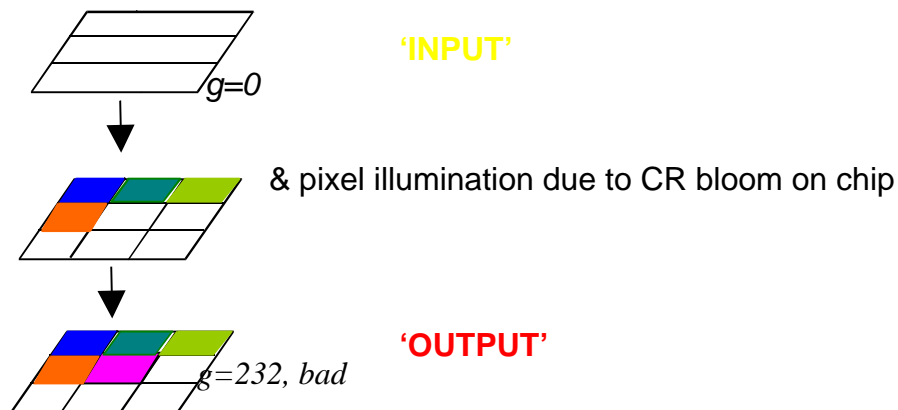 ‘INPUT’
g=0
& pixel illumination due to CR bloom on chip
‘OUTPUT’
g=232, bad